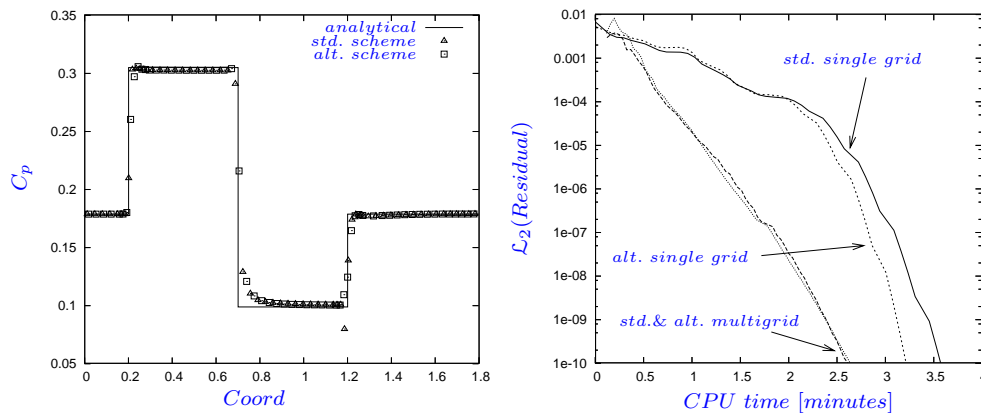 0.35
0.3
0.25
0.2
0.15
0.1
0.05
0
0.2
0.4
0.6
0.8
1.0
1.2
1.4
1.6
1.8
C_p
Coord
analytical
std. scheme
alt. scheme
0.01
0.001
1e-04
1e-05
1e-06
1e-07
1e-08
1e-09
1e-10
0
0.5
1
1.5
2
2.5
3
3.5
4
ℒ₂(Residual)
CPU time [minutes]
std. single grid
alt. single grid
std.& alt. multigrid